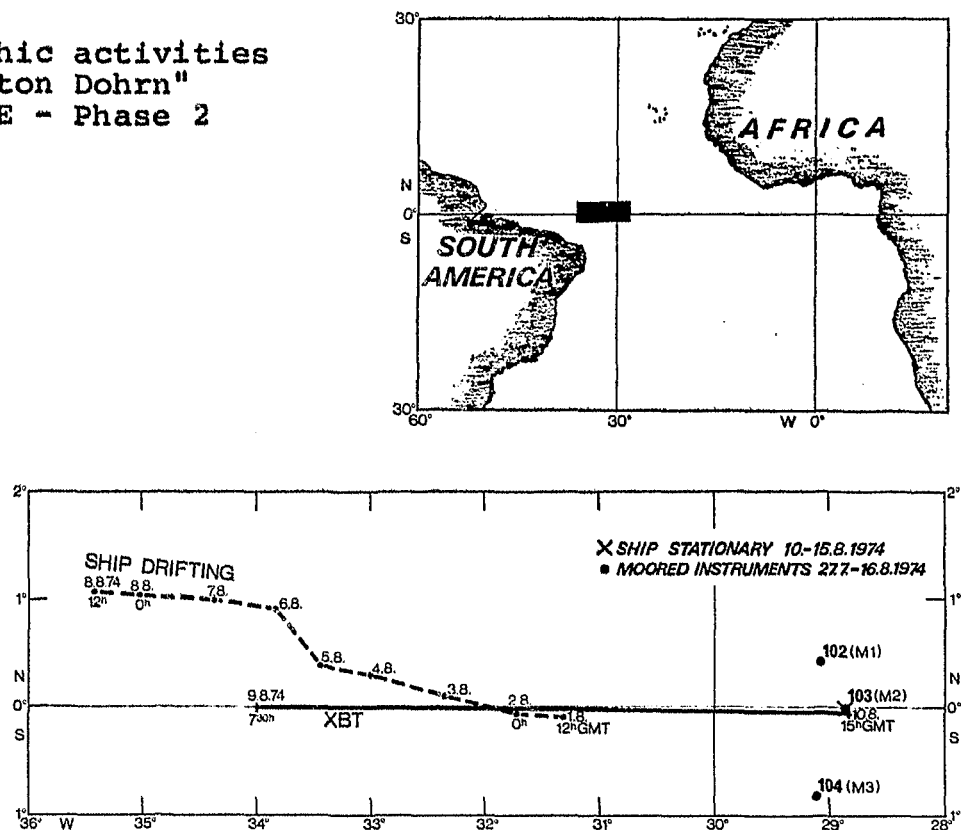 hic activities
ton Dohrn"
E - Phase 2
30°
AFRICA
N
0°
S
SOUTH
AMERICA
30°
60° 30° W 0°
2° 2°
SHIP DRIFTING
× SHIP STATIONARY 10.-15.8.1974
• MOORED INSTRUMENTS 27.7.-16.8.1974
8.8.74 8.8. 7.8. 6.8.
12h 0h
1° 1°
5.8. 4.8. 3.8. 2.8. 1.8.
0h 12hGMT
102 (M1)
N N
9.8.74 103 (M2)
0° 0°
7³⁰h XBT 10.8.
15hGMT
S S
104 (M3)
1° 1°
36° W 35° 34° 33° 32° 31° 30° 29° 28°